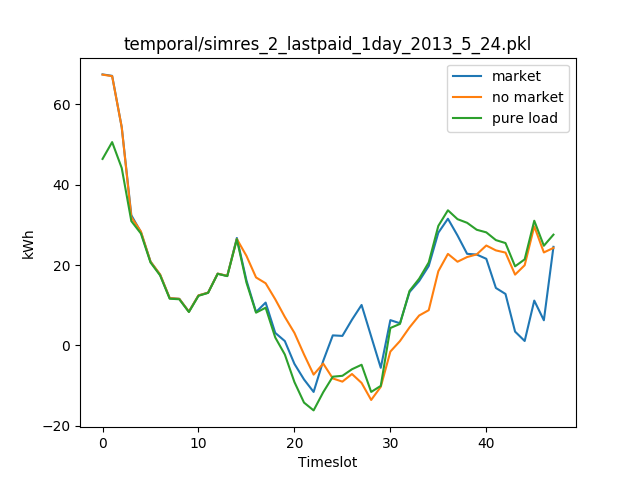 temporal/simres_2_lastpaid_1day_2013_5_24.pkl
market
no market
pure load
60
40
20
0
−20
kWh
0
10
20
30
40
Timeslot